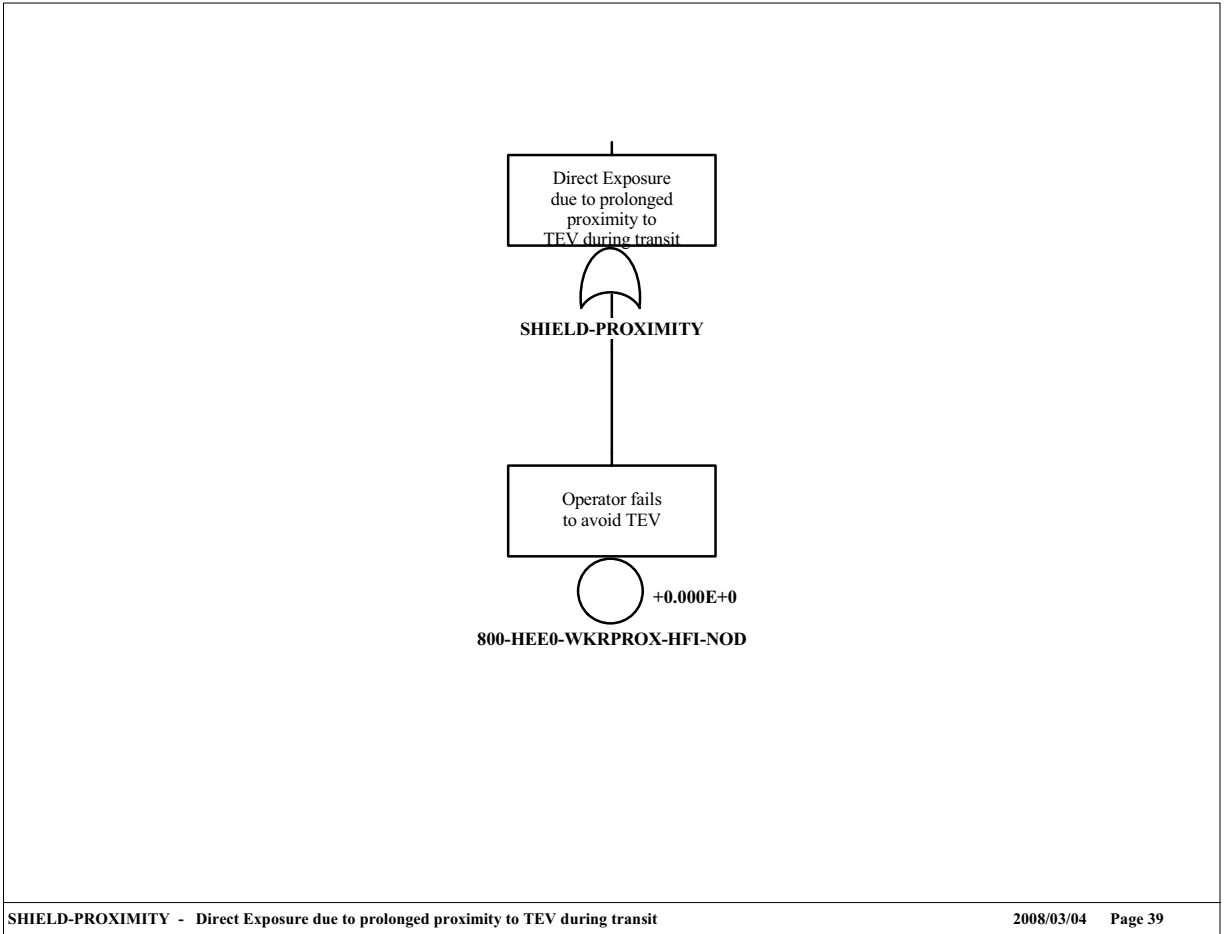 Direct Exposure
due to prolonged
proximity to
TEV during transit
SHIELD-PROXIMITY
Operator fails
to avoid TEV
+0.000E+0
800-HEE0-WKRPROX-HFI-NOD
SHIELD-PROXIMITY - Direct Exposure due to prolonged proximity to TEV during transit 2008/03/04 Page 39